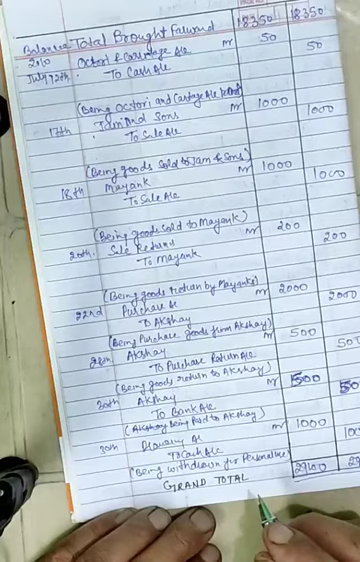 Balance Total Brought Forward 18350 18350
2010
July 12th Octori & Carriage A/c Dr 50
To Cash A/c 50
(Being Octori and Cartage A/c
17th Jam and Sons Dr 1000
To Sale A/c 1000
(Being goods Sold to Jam & Sons)
18th Mayank Dr 1000
To Sale A/c 1000
(Being goods Sold to Mayank)
20th. Sale Returns Dr 200
To Mayank 200
(Being goods return by Mayank)
22nd Purchase A/c Dr 2000
To Akshay 2000
(Being Purchase goods from Akshay)
Akshay Dr 500
To Purchase Return A/c 500
(Being goods return to Akshay)
30th Akshay Dr 1500
To Bank A/c
(Akshay Being Paid to Akshay)
30th Drawing A/c Dr 1000
To Cash A/c
(Being withdrawn for Personal use)
GRAND TOTAL